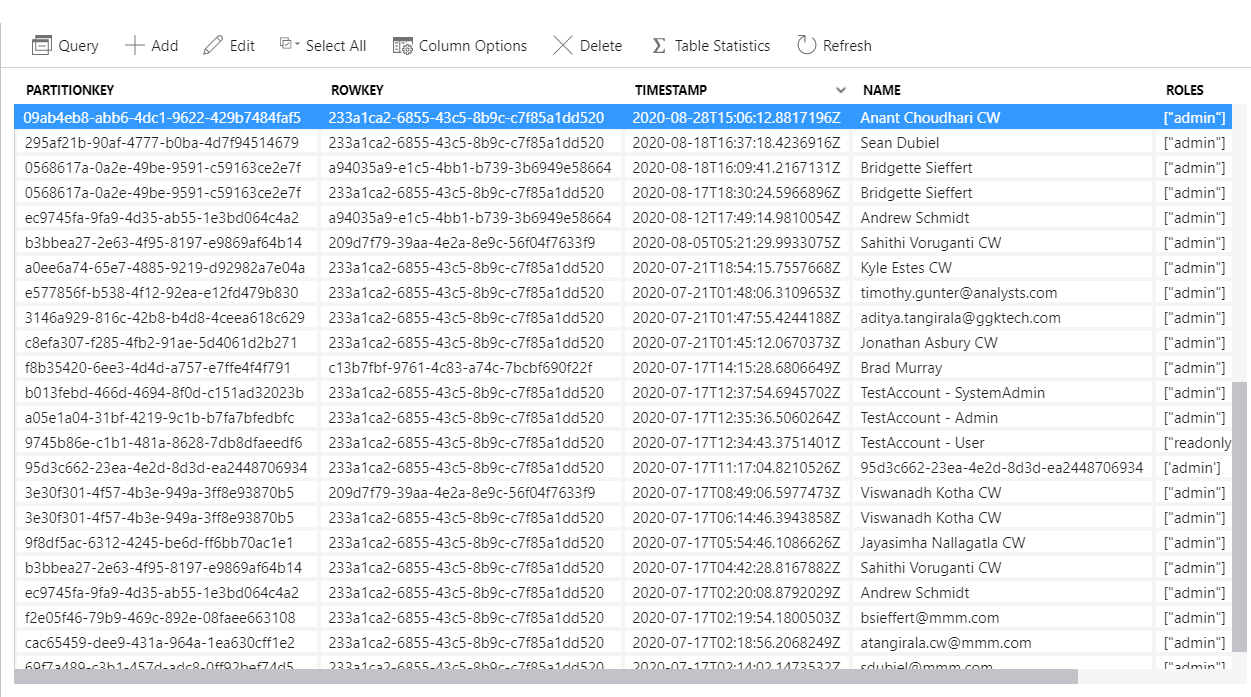 Query Add Edit Select All Column Options Delete Table Statistics Refresh
PARTITIONKEY ROWKEY TIMESTAMP NAME ROLES
09ab4eb8-abb6-4dc1-9622-429b7484faf5 233a1ca2-6855-43c5-8b9c-c7f85a1dd520 2020-08-28T15:06:12.8817196Z Anant Choudhari CW ["admin"]
295af21b-90af-4777-b0ba-4d7f94514679 233a1ca2-6855-43c5-8b9c-c7f85a1dd520 2020-08-18T16:37:18.4236916Z Sean Dubiel ["admin"]
0568617a-0a2e-49be-9591-c59163ce2e7f a94035a9-e1c5-4bb1-b739-3b6949e58664 2020-08-18T16:09:41.2167131Z Bridgette Sieffert ["admin"]
0568617a-0a2e-49be-9591-c59163ce2e7f 233a1ca2-6855-43c5-8b9c-c7f85a1dd520 2020-08-17T18:30:24.5966896Z Bridgette Sieffert ["admin"]
ec9745fa-9fa9-4d35-ab55-1e3bd064c4a2 a94035a9-e1c5-4bb1-b739-3b6949e58664 2020-08-12T17:49:14.9810054Z Andrew Schmidt ["admin"]
b3bbea27-2e63-4f95-8197-e9869af64b14 209d7f79-39aa-4e2a-8e9c-56f04f7633f9 2020-08-05T05:21:29.9933075Z Sahithi Voruganti CW ["admin"]
a0ee6a74-65e7-4885-9219-d92982a7e04a 233a1ca2-6855-43c5-8b9c-c7f85a1dd520 2020-07-21T18:54:15.7557668Z Kyle Estes CW ["admin"]
e577856f-b538-4f12-92ea-e12fd479b830 233a1ca2-6855-43c5-8b9c-c7f85a1dd520 2020-07-21T01:48:06.3109653Z timothy.gunter@analysts.com ["admin"]
3146a929-816c-42b8-b4d8-4ceea618c629 233a1ca2-6855-43c5-8b9c-c7f85a1dd520 2020-07-21T01:47:55.4244188Z aditya.tangirala@ggktech.com ["admin"]
c8efa307-f285-4fb2-91ae-5d4061d2b271 233a1ca2-6855-43c5-8b9c-c7f85a1dd520 2020-07-21T01:45:12.0670373Z Jonathan Asbury CW ["admin"]
f8b35420-6ee3-4d4d-a757-e7ffe4f4f791 c13b7fbf-9761-4c83-a74c-7bcbf690f22f 2020-07-17T14:15:28.6806649Z Brad Murray ["admin"]
b013febd-466d-4694-8f0d-c151ad32023b 233a1ca2-6855-43c5-8b9c-c7f85a1dd520 2020-07-17T12:37:54.6945702Z TestAccount - SystemAdmin ["admin"]
a05e1a04-31bf-4219-9c1b-b7fa7bfedbfc 233a1ca2-6855-43c5-8b9c-c7f85a1dd520 2020-07-17T12:35:36.5060264Z TestAccount - Admin ["admin"]
9745b86e-c1b1-481a-8628-7db8dfaeedf6 233a1ca2-6855-43c5-8b9c-c7f85a1dd520 2020-07-17T12:34:43.3751401Z TestAccount - User ["readonly
95d3c662-23ea-4e2d-8d3d-ea2448706934 233a1ca2-6855-43c5-8b9c-c7f85a1dd520 2020-07-17T11:17:04.8210526Z 95d3c662-23ea-4e2d-8d3d-ea2448706934 ['admin']
3e30f301-4f57-4b3e-949a-3ff8e93870b5 209d7f79-39aa-4e2a-8e9c-56f04f7633f9 2020-07-17T08:49:06.5977473Z Viswanadh Kotha CW ["admin"]
3e30f301-4f57-4b3e-949a-3ff8e93870b5 233a1ca2-6855-43c5-8b9c-c7f85a1dd520 2020-07-17T06:14:46.3943858Z Viswanadh Kotha CW ["admin"]
9f8df5ac-6312-4245-be6d-ff6bb70ac1e1 233a1ca2-6855-43c5-8b9c-c7f85a1dd520 2020-07-17T05:54:46.1086626Z Jayasimha Nallagatla CW ["admin"]
b3bbea27-2e63-4f95-8197-e9869af64b14 233a1ca2-6855-43c5-8b9c-c7f85a1dd520 2020-07-17T04:42:28.8167882Z Sahithi Voruganti CW ["admin"]
ec9745fa-9fa9-4d35-ab55-1e3bd064c4a2 233a1ca2-6855-43c5-8b9c-c7f85a1dd520 2020-07-17T02:20:08.8792029Z Andrew Schmidt ["admin"]
f2e05f46-79b9-469c-892e-08faee663108 233a1ca2-6855-43c5-8b9c-c7f85a1dd520 2020-07-17T02:19:54.1800503Z bsieffert@mmm.com ["admin"]
cac65459-dee9-431a-964a-1ea630cff1e2 233a1ca2-6855-43c5-8b9c-c7f85a1dd520 2020-07-17T02:18:56.2068249Z atangirala.cw@mmm.com ["admin"]
69f7a489-c3b1-457d-adc8-0ff92bef74d5 233a1ca2-6855-43c5-8b9c-c7f85a1dd520 2020-07-17T02:14:02.1473532Z sdubiel@mmm.com ["admin"]